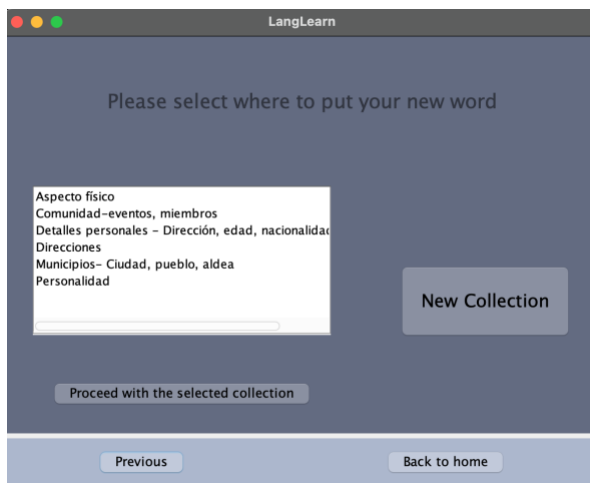 LangLearn
Please select where to put your new word
Aspecto físico
Comunidad-eventos, miembros
Detalles personales - Dirección, edad, nacionalidad
Direcciones
Municipios- Ciudad, pueblo, aldea
Personalidad
New Collection
Proceed with the selected collection
Previous
Back to home